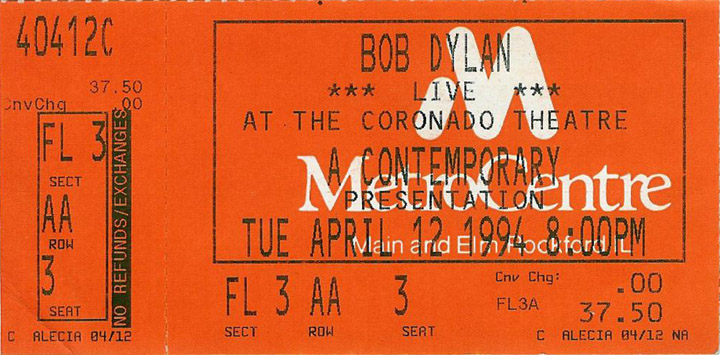 40412C
37.50
CnvChg .00
FL 3
SECT
AA
ROW
3
SEAT
NO REFUNDS/EXCHANGES
C ALECIA 04/12
BOB DYLAN
*** LIVE ***
AT THE CORONADO THEATRE
A CONTEMPORARY
MetroCentre
PRESENTATION
TUE APRIL 12 1994 8:00PM
Main and Elm Rockford IL
FL 3 AA 3
SECT ROW SEAT
Cnv Chg: .00
FL3A 37.50
C ALECIA 04/12 NA